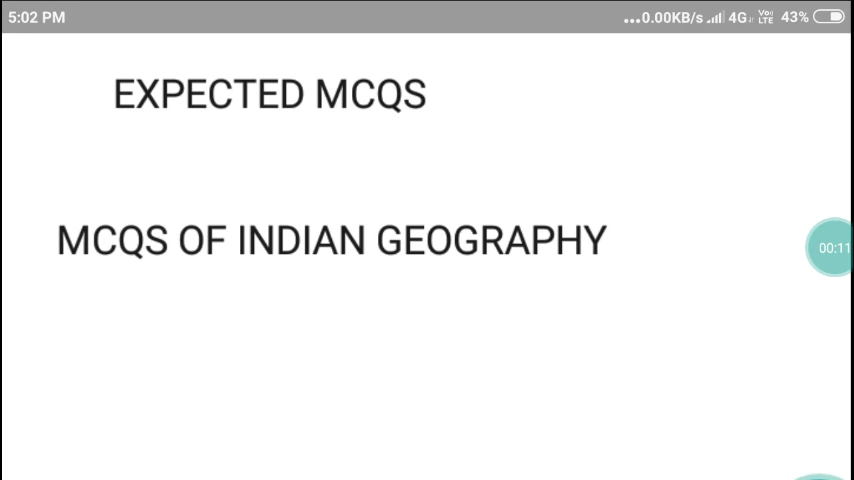 5:02 PM
...0.00KB/s 4G Vo) LTE 43%
EXPECTED MCQS
MCQS OF INDIAN GEOGRAPHY
00:11